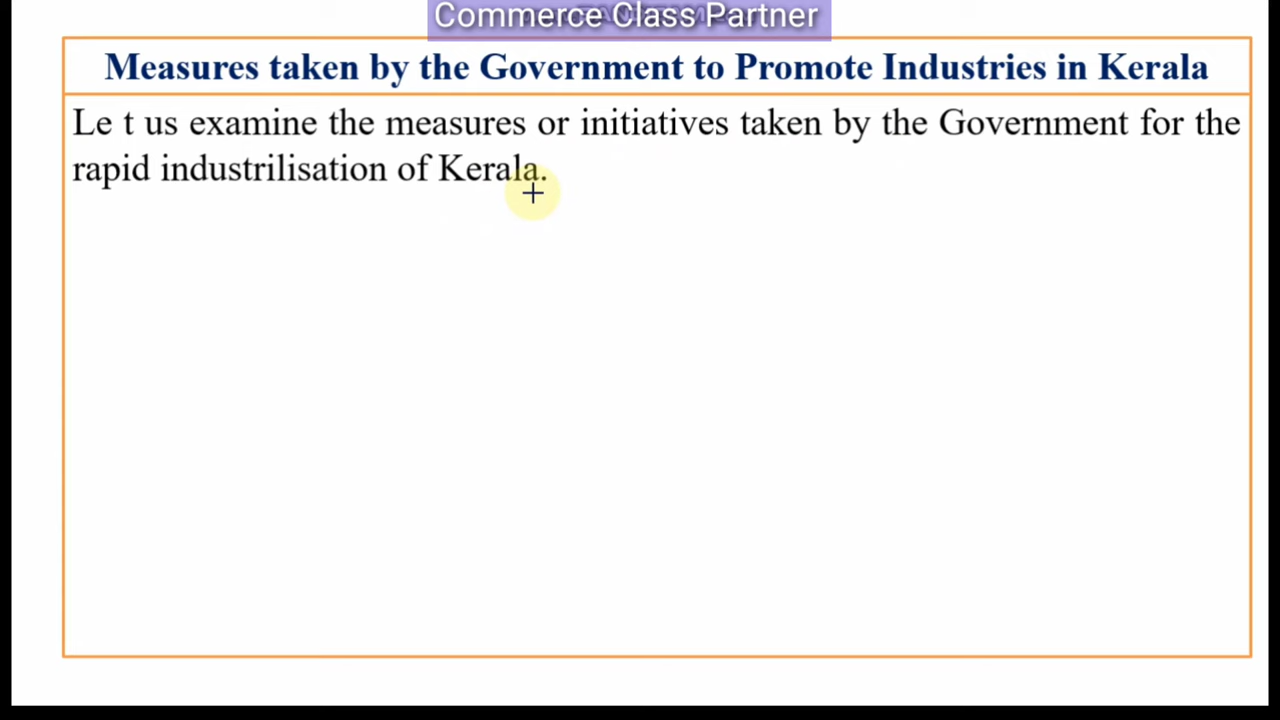 Commerce Class Partner
Measures taken by the Government to Promote Industries in Kerala
Le t us examine the measures or initiatives taken by the Government for the
rapid industrilisation of Kerala.